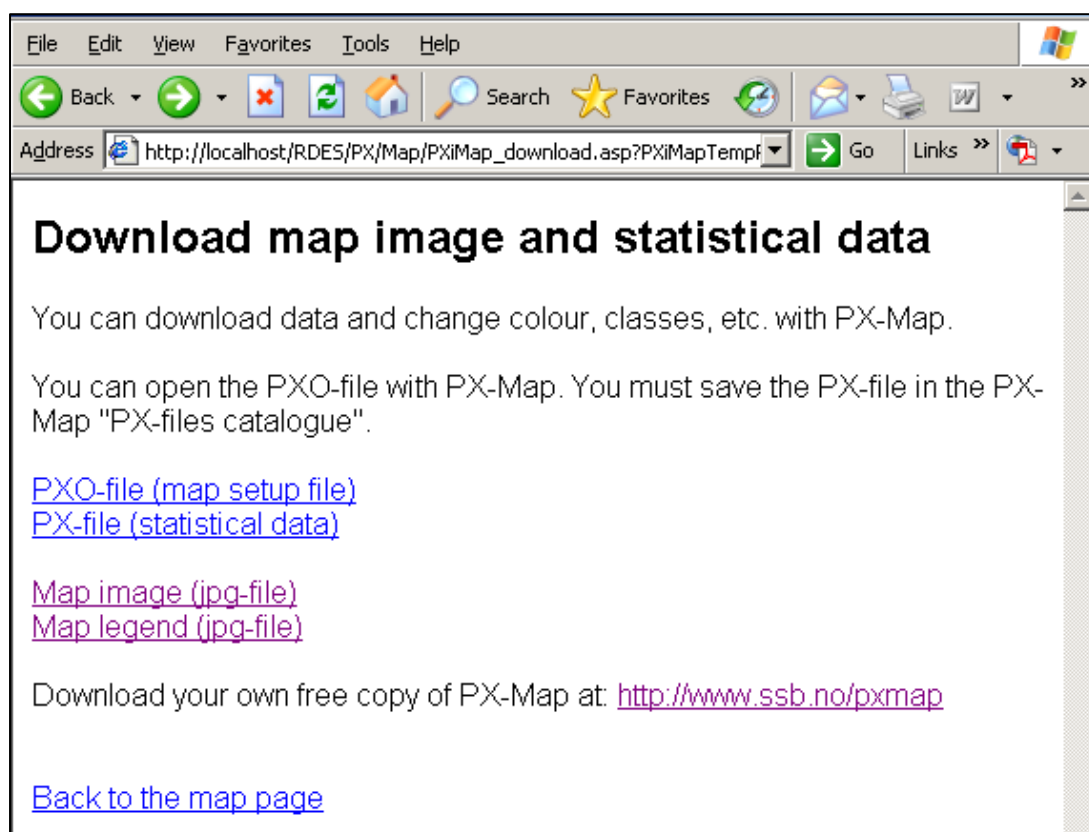 File Edit View Favorites Tools Help
Back Search Favorites W »
Address http://localhost/RDES/PX/Map/PXiMap_download.asp?PXiMapTemp Go Links »
Download map image and statistical data
You can download data and change colour, classes, etc. with PX-Map.
You can open the PXO-file with PX-Map. You must save the PX-file in the PX-
Map "PX-files catalogue".
PXO-file (map setup file)
PX-file (statistical data)
Map image (jpg-file)
Map legend (jpg-file)
Download your own free copy of PX-Map at: http://www.ssb.no/pxmap
Back to the map page